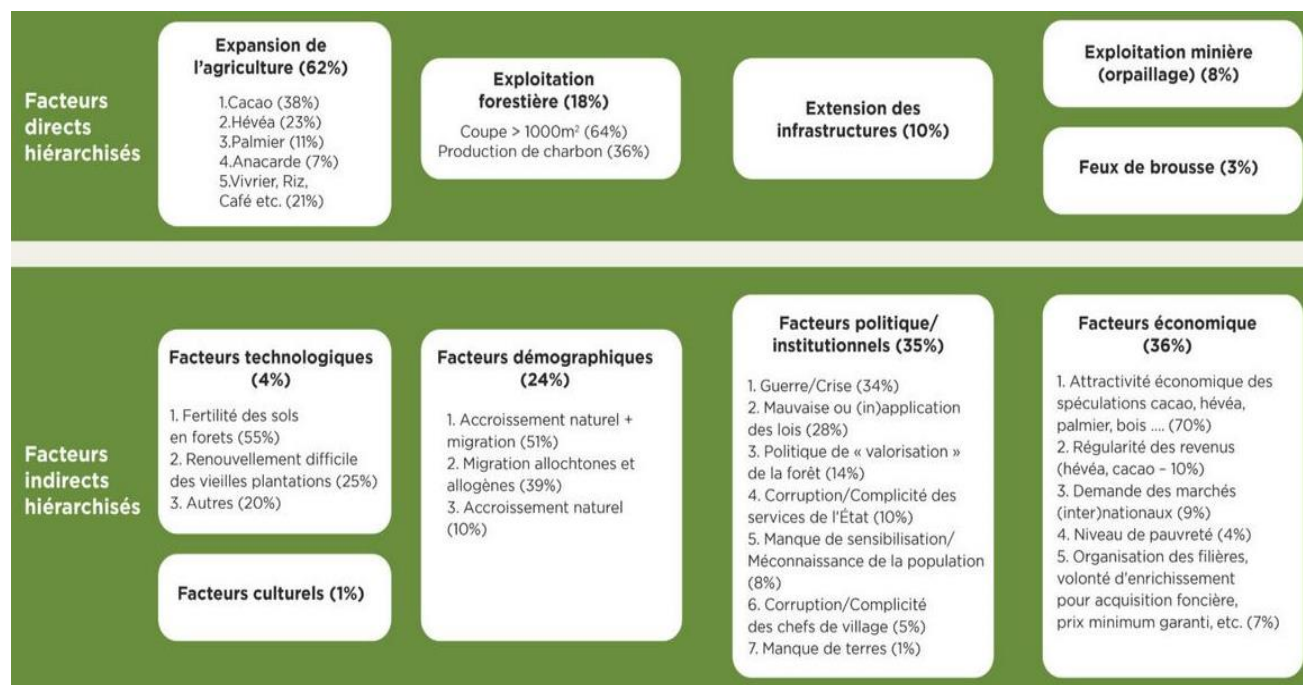 Facteurs
directs
hiérarchisés
Expansion de
l'agriculture (62%)
1.Cacao (38%)
2.Hévéa (23%)
3.Palmier (11%)
4.Anacarde (7%)
5.Vivrier, Riz,
Café etc. (21%)
Exploitation
forestière (18%)
Coupe > 1000m² (64%)
Production de charbon (36%)
Extension des
infrastructures (10%)
Exploitation minière
(orpaillage) (8%)
Feux de brousse (3%)
Facteurs
indirects
hiérarchisés
Facteurs technologiques
(4%)
1. Fertilité des sols
en forets (55%)
2. Renouvellement difficile
des vieilles plantations (25%)
3. Autres (20%)
Facteurs culturels (1%)
Facteurs démographiques
(24%)
1. Accroissement naturel +
migration (51%)
2. Migration allochtones et
allogènes (39%)
3. Accroissement naturel
(10%)
Facteurs politique/
institutionnels (35%)
1. Guerre/Crise (34%)
2. Mauvaise ou (in)application
des lois (28%)
3. Politique de « valorisation »
de la forêt (14%)
4. Corruption/Complicité des
services de l'État (10%)
5. Manque de sensibilisation/
Méconnaissance de la population
(8%)
6. Corruption/Complicité
des chefs de village (5%)
7. Manque de terres (1%)
Facteurs économique
(36%)
1. Attractivité économique des
spéculations cacao, hévéa,
palmier, bois .... (70%)
2. Régularité des revenus
(hévéa, cacao – 10%)
3. Demande des marchés
(inter)nationaux (9%)
4. Niveau de pauvreté (4%)
5. Organisation des filières,
volonté d'enrichissement
pour acquisition foncière,
prix minimum garanti, etc. (7%)